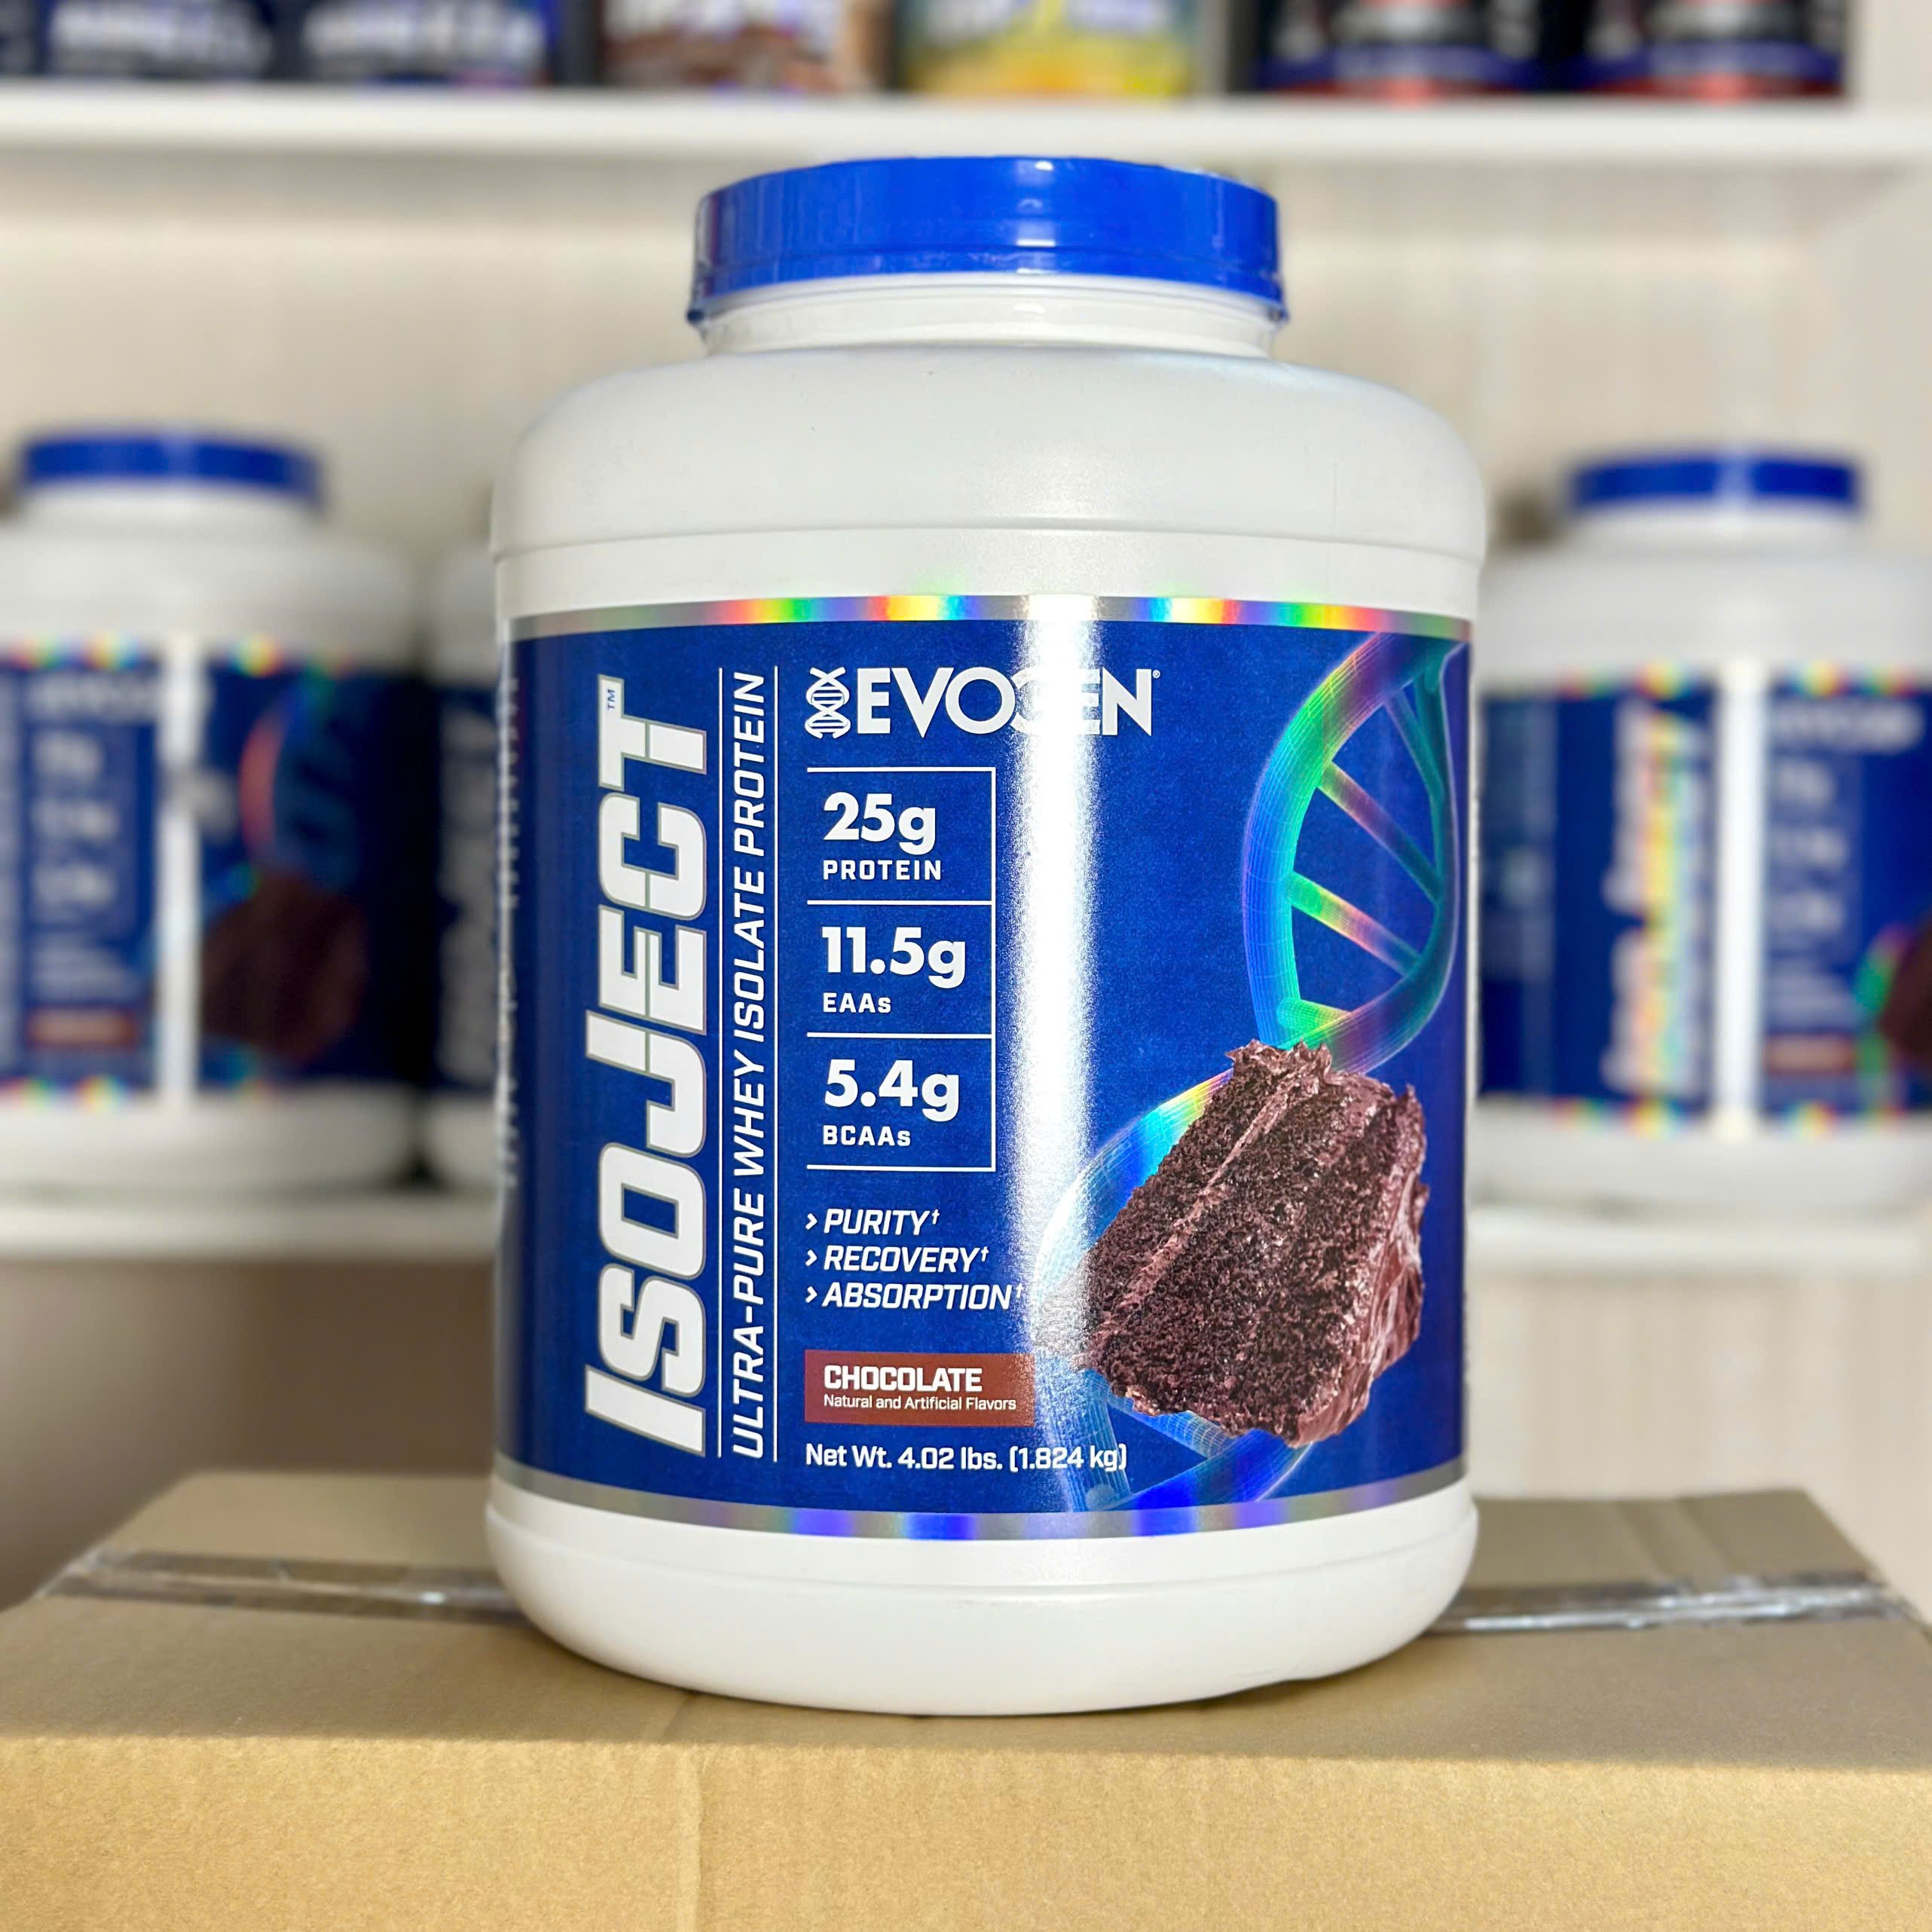 ISOJECT™
ULTRA-PURE WHEY ISOLATE PROTEIN
EVOGEN®
25g
PROTEIN
11.5g
EAAs
5.4g
BCAAs
› PURITY†
› RECOVERY†
› ABSORPTION†
CHOCOLATE
Natural and Artificial Flavors
Net Wt. 4.02 lbs. (1.824 kg)